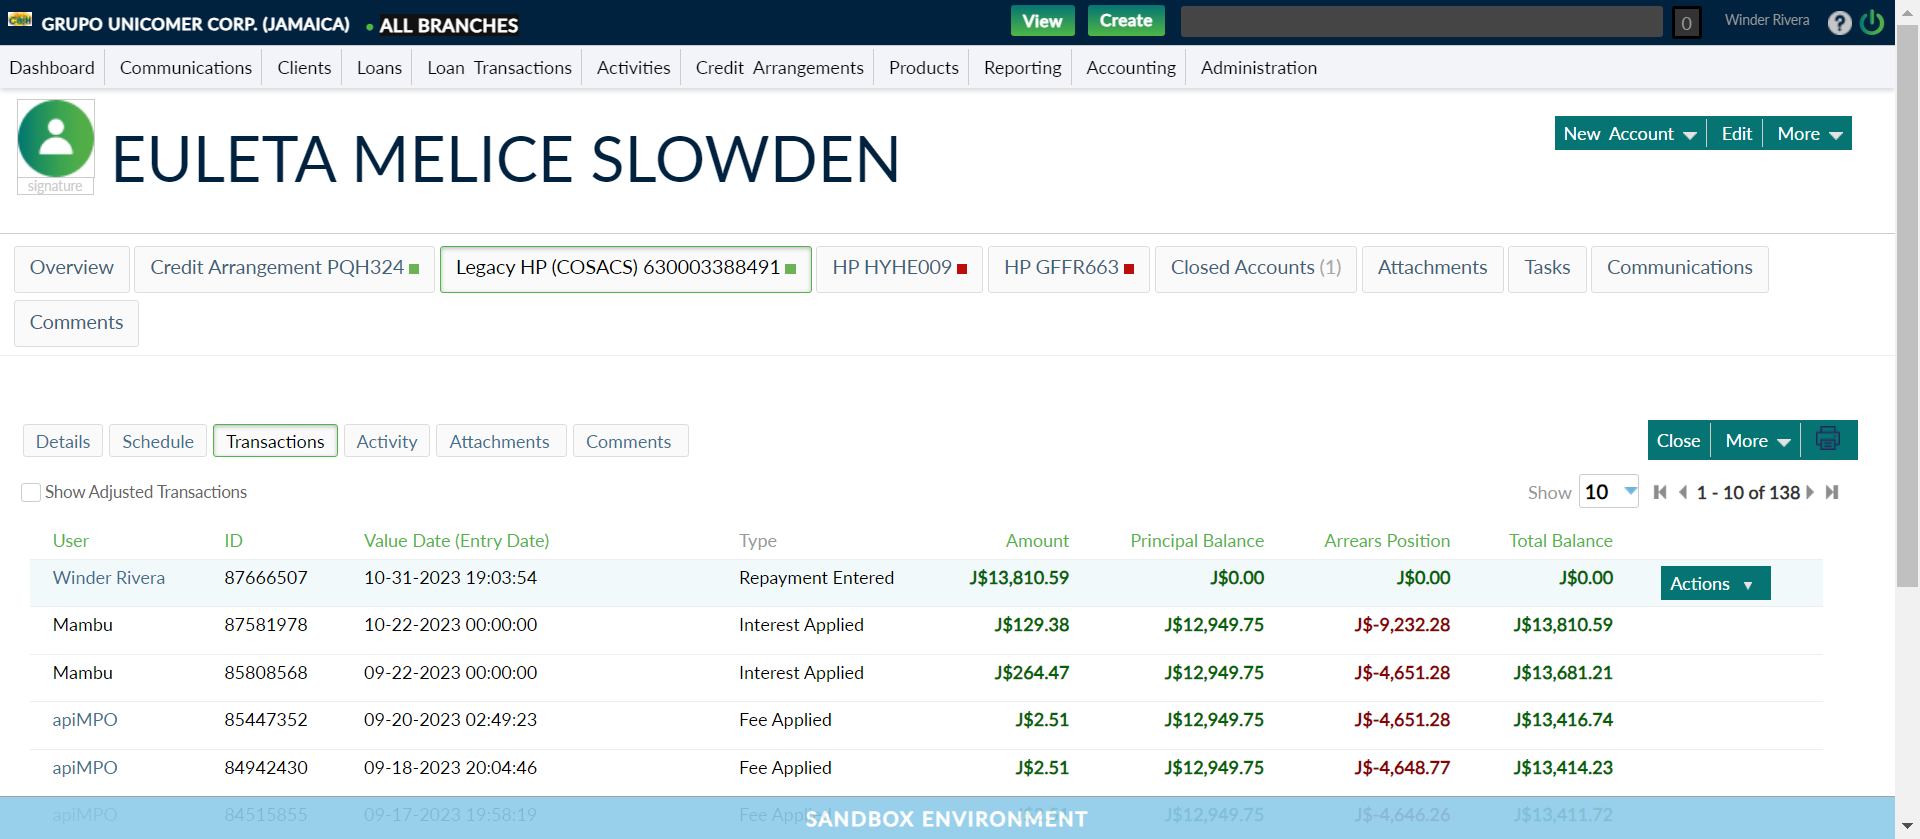 GRUPO UNICOMER CORP. (JAMAICA) • ALL BRANCHES View Create 0 Winder Rivera ?
Dashboard Communications Clients Loans Loan Transactions Activities Credit Arrangements Products Reporting Accounting Administration
signature
EULETA MELICE SLOWDEN
New Account Edit More
Overview Credit Arrangement PQH324 Legacy HP (COSACS) 630003388491 HP HYHE009 HP GFFR663 Closed Accounts (1) Attachments Tasks Communications
Comments
Details Schedule Transactions Activity Attachments Comments Close More
Show Adjusted Transactions Show 10 1 - 10 of 138
User ID Value Date (Entry Date) Type Amount Principal Balance Arrears Position Total Balance
Winder Rivera 87666507 10-31-2023 19:03:54 Repayment Entered J$13,810.59 J$0.00 J$0.00 J$0.00 Actions
Mambu 87581978 10-22-2023 00:00:00 Interest Applied J$129.38 J$12,949.75 J$-9,232.28 J$13,810.59
Mambu 85808568 09-22-2023 00:00:00 Interest Applied J$264.47 J$12,949.75 J$-4,651.28 J$13,681.21
apiMPO 85447352 09-20-2023 02:49:23 Fee Applied J$2.51 J$12,949.75 J$-4,651.28 J$13,416.74
apiMPO 84942430 09-18-2023 20:04:46 Fee Applied J$2.51 J$12,949.75 J$-4,648.77 J$13,414.23
apiMPO 84515855 09-17-2023 19:58:19 J$12,949.75 J$-4,646.26 J$13,411.72
SANDBOX ENVIRONMENT